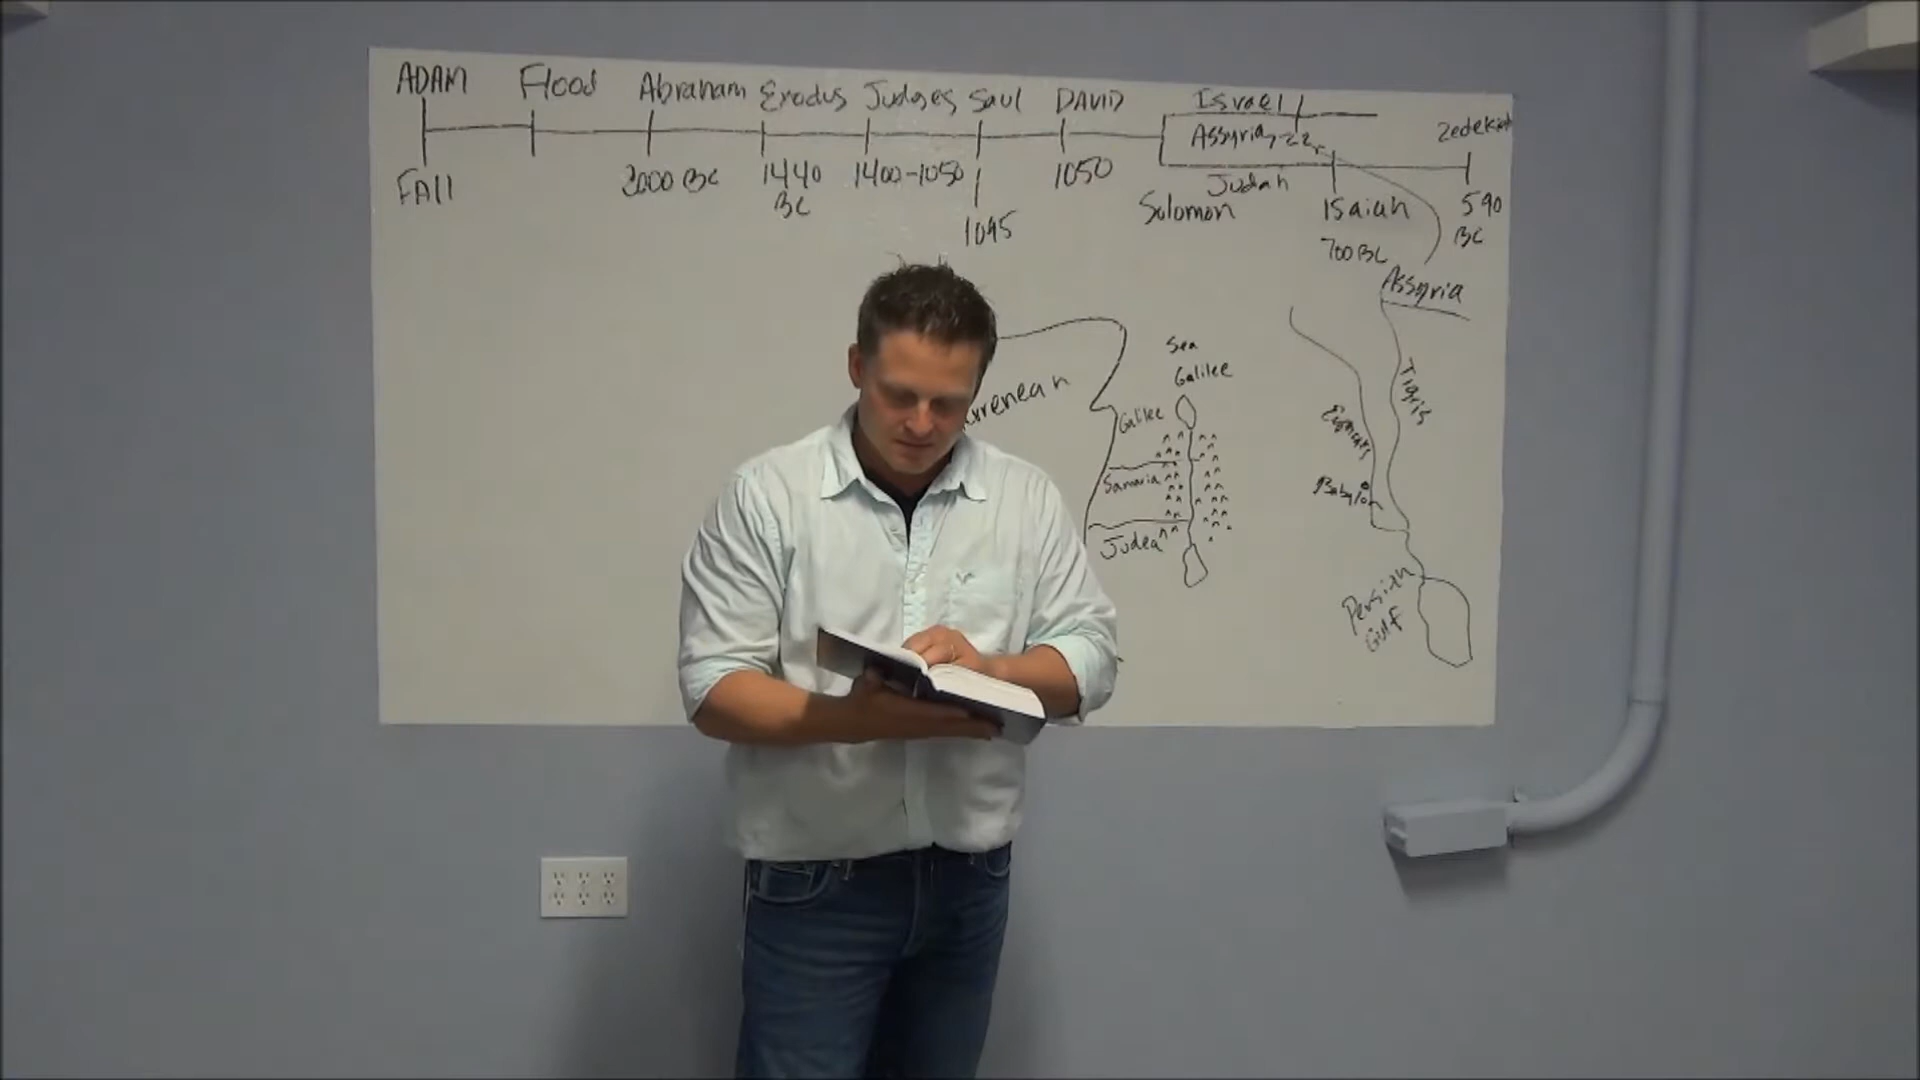 ADAM Flood Abraham Exodus Judges Saul DAVID Israel
Assyria 722
Zedekiah
FAll 2000 BC 1440 1400-1050 1050 Judah
BC
Solomon ISaiah 590
1045
BC
700 BC
Assyria
Sea
Galilee
Galilee
Tigris
Samaria
Babylon
Judea
Persian
Gulf